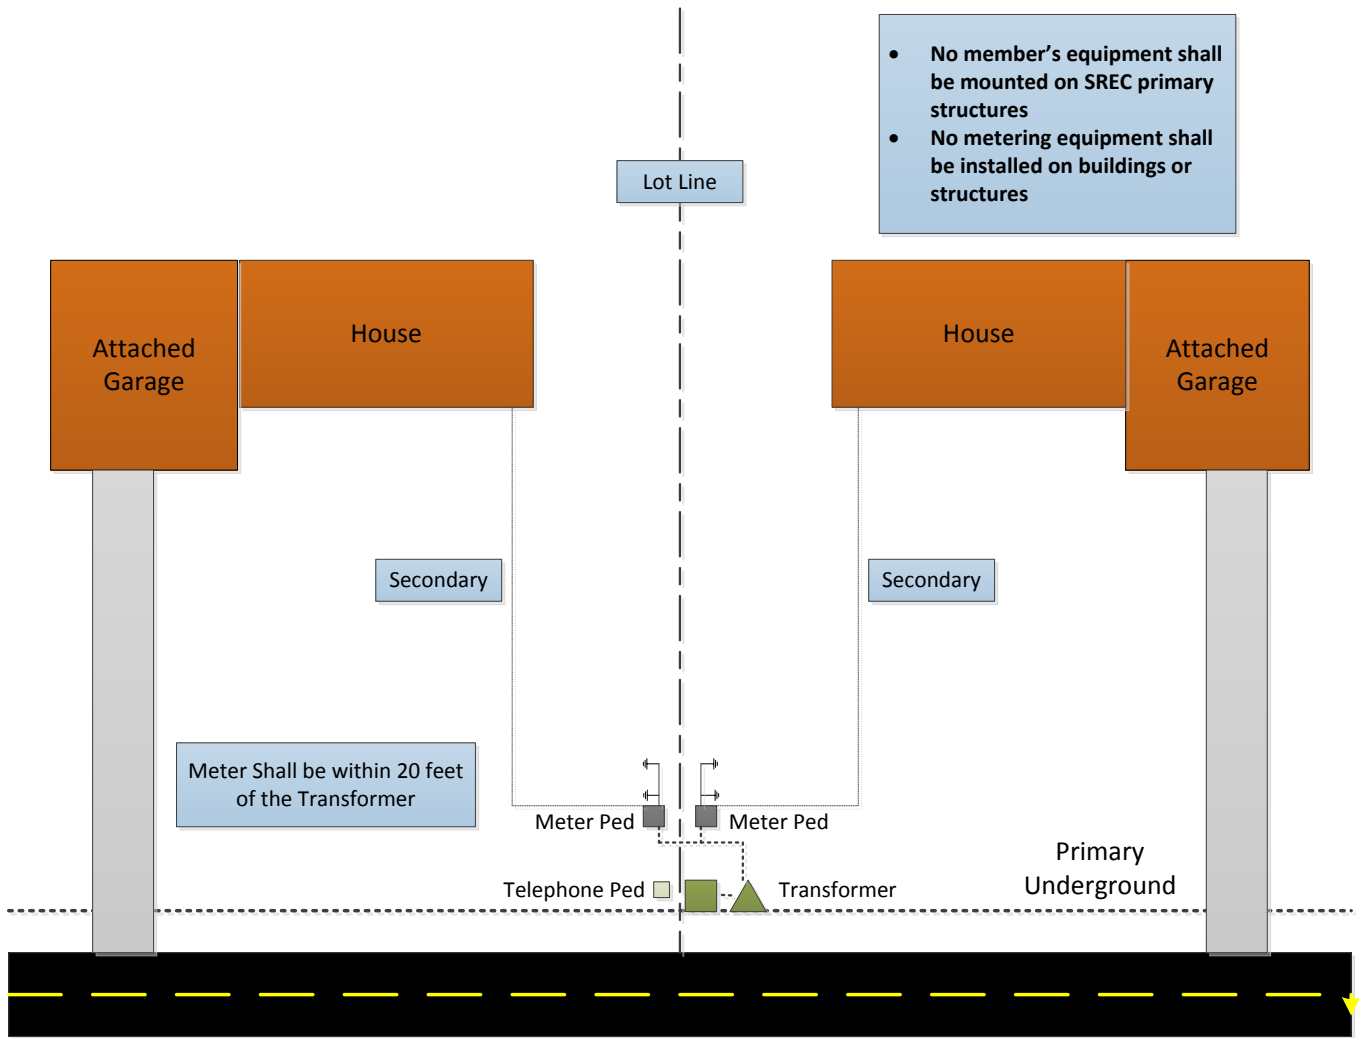 • No member’s equipment shall
be mounted on SREC primary
structures
• No metering equipment shall
be installed on buildings or
structures
Lot Line
Attached
Garage
House
House
Attached
Garage
Secondary
Secondary
Meter Shall be within 20 feet
of the Transformer
Meter Ped
Meter Ped
Primary
Underground
Telephone Ped
Transformer